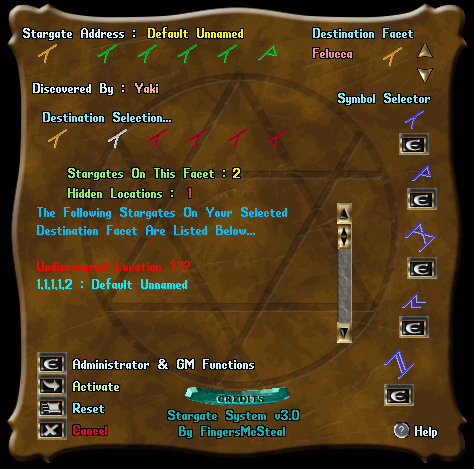 Stargate Address : Default Unnamed
Destination Facet
Felucca
Discovered By : Yaki
Symbol Selector
Destination Selection...
Stargates On This Facet : 2
Hidden Locations : 1
The Following Stargates On Your Selected
Destination Facet Are Listed Below...
Undiscovered Location ???
1.1.1.1.2 : Default Unnamed
Administrator & GM Functions
Activate
CREDITS
Reset
Stargate System v3.0
Cancel
By FingersMcSteal
Help